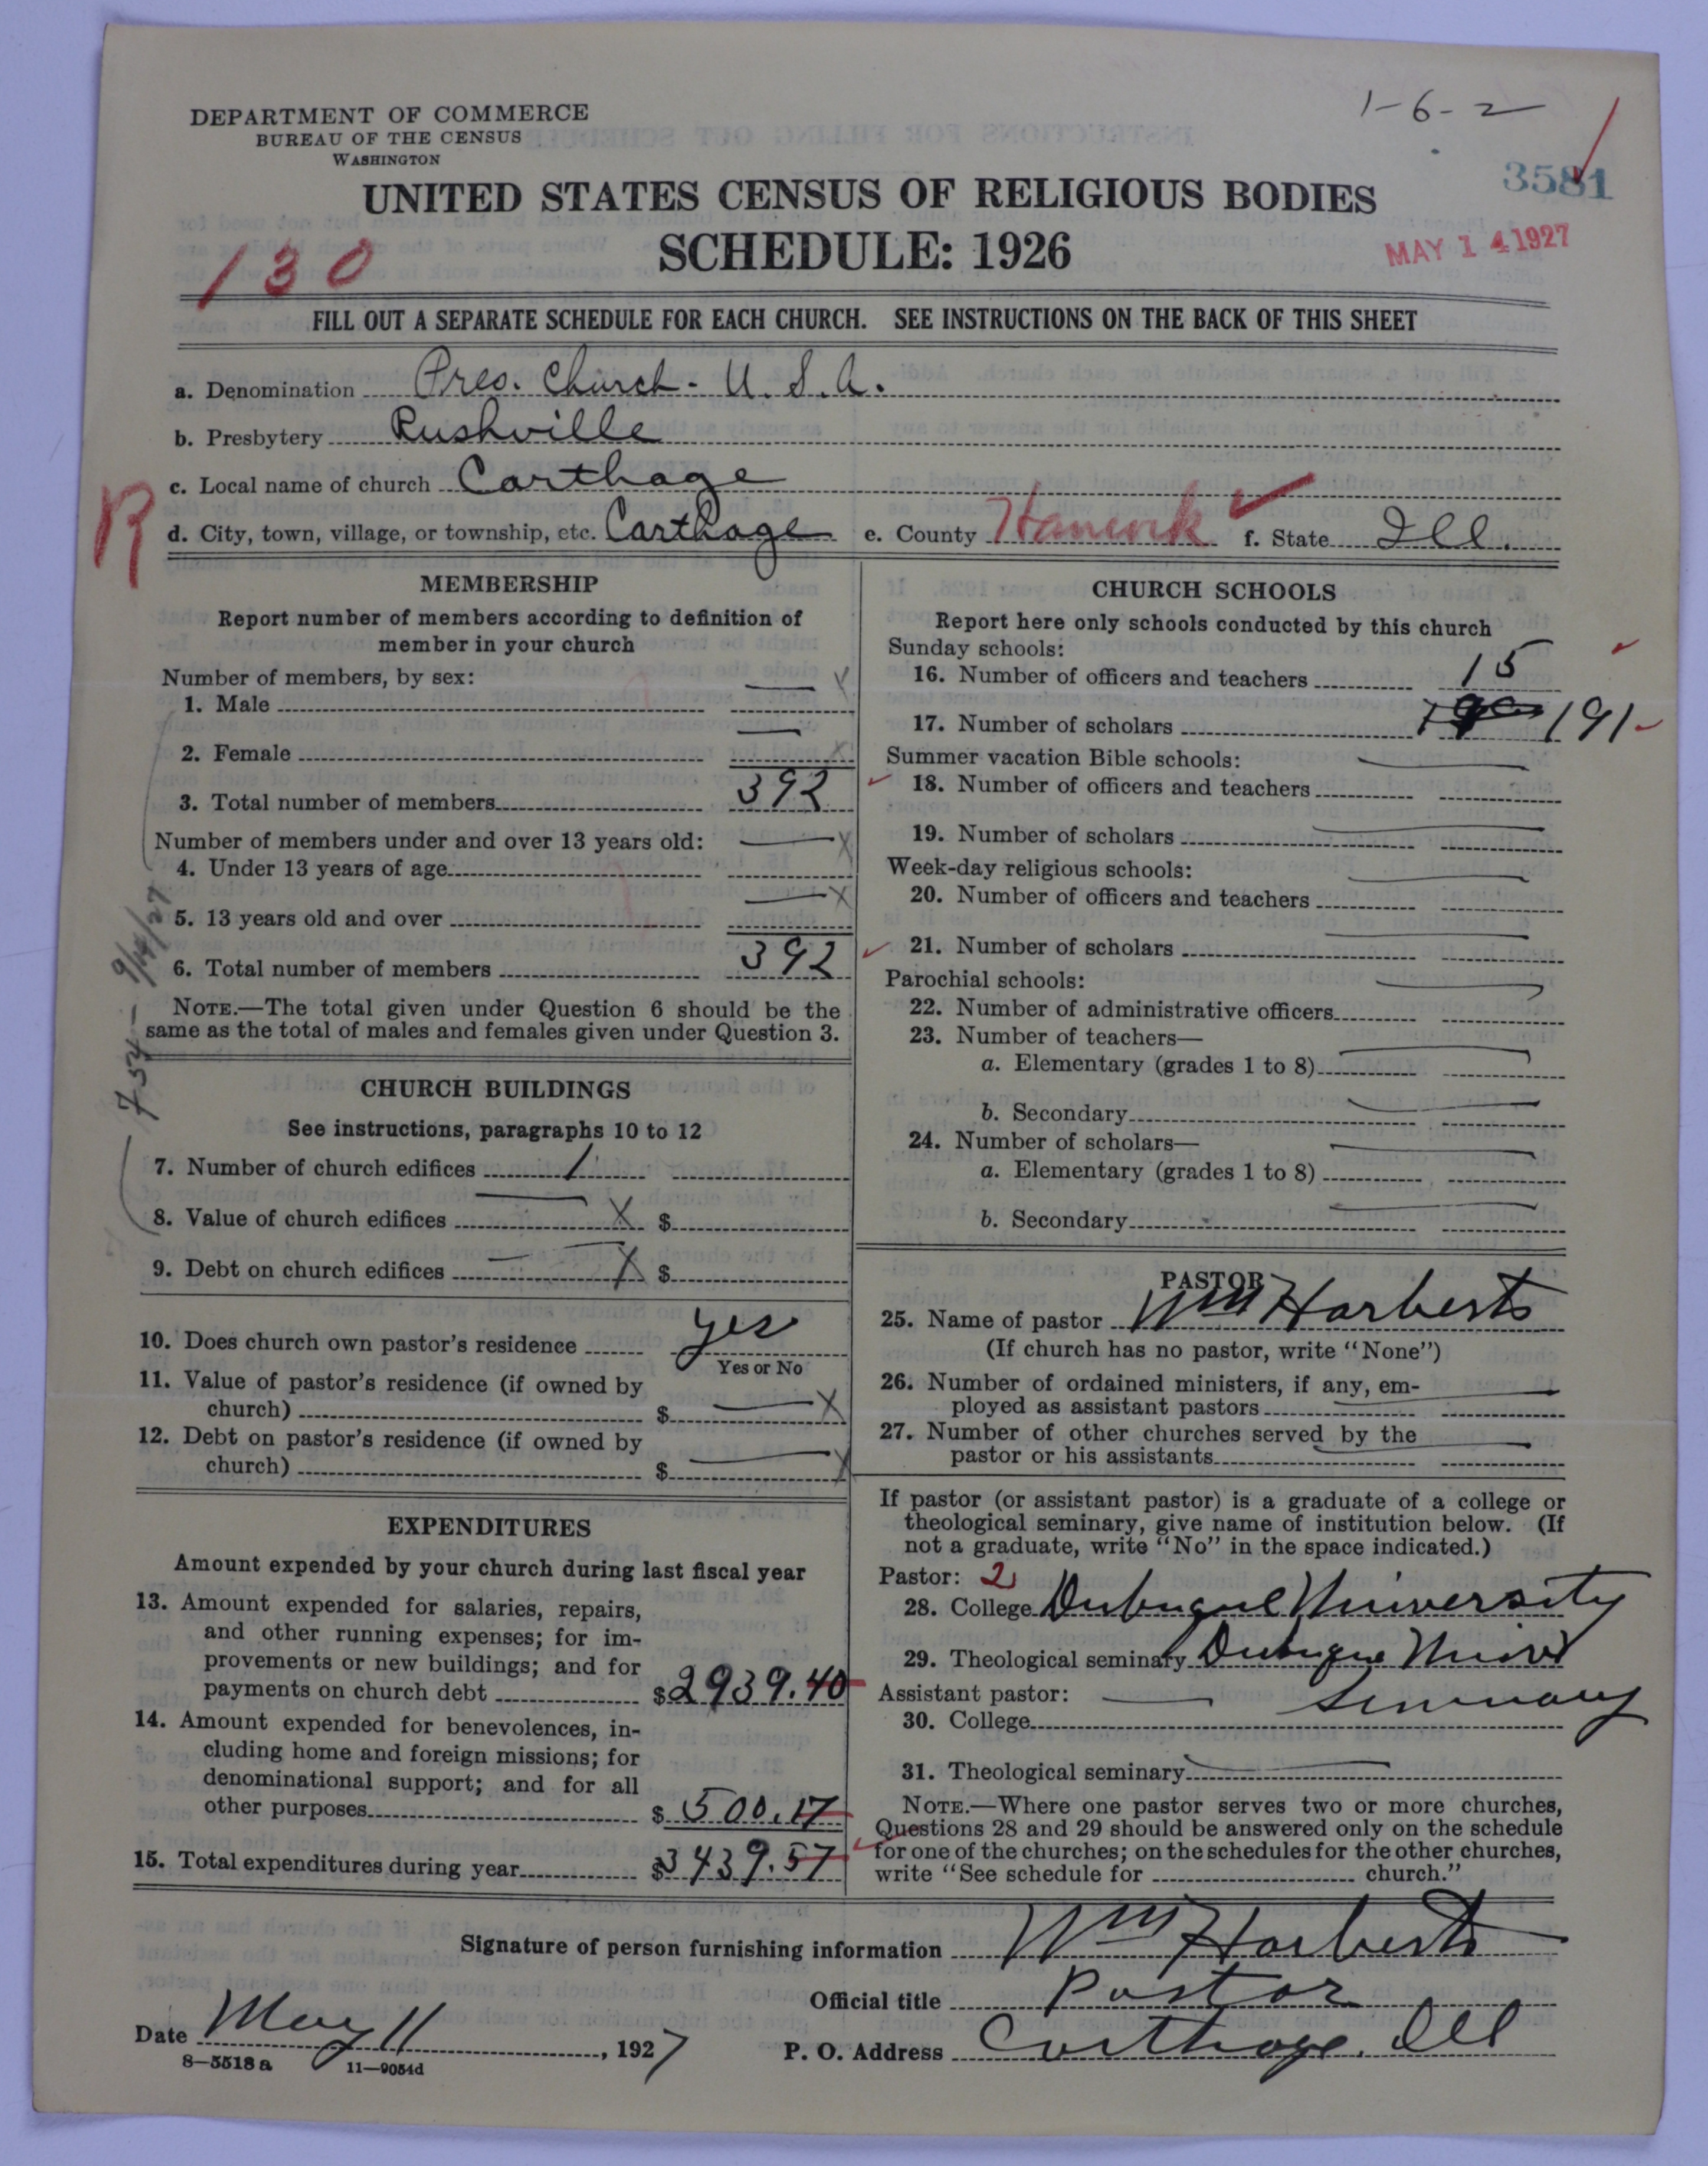 1-6-2
DEPARTMENT OF COMMERCE
BUREAU OF THE CENSUS
WASHINGTON
3581
UNITED STATES CENSUS OF RELIGIOUS BODIES
SCHEDULE: 1926
MAY 14 1927
130
FILL OUT A SEPARATE SCHEDULE FOR EACH CHURCH. SEE INSTRUCTIONS ON THE BACK OF THIS SHEET
a. Denomination Pres. Church - U.S.A.
b. Presbytery Rushville
c. Local name of church Carthage
R
d. City, town, village, or township, etc. Carthage e. County Hancock f. State Ill.
MEMBERSHIP
Report number of members according to definition of
member in your church
Number of members, by sex:
1. Male — X
2. Female — X
3. Total number of members 392
Number of members under and over 13 years old:
4. Under 13 years of age — X
5. 13 years old and over — X
6. Total number of members 392
NOTE.—The total given under Question 6 should be the
same as the total of males and females given under Question 3.
9/14/27
CHURCH BUILDINGS
See instructions, paragraphs 10 to 12
7. Number of church edifices 1
8. Value of church edifices — X $
9. Debt on church edifices — X $
10. Does church own pastor's residence yes
Yes or No
11. Value of pastor's residence (if owned by
church) $ — X
12. Debt on pastor's residence (if owned by
church) $ — X
EXPENDITURES
Amount expended by your church during last fiscal year
13. Amount expended for salaries, repairs,
and other running expenses; for im-
provements or new buildings; and for
payments on church debt $2939.40
14. Amount expended for benevolences, in-
cluding home and foreign missions; for
denominational support; and for all
other purposes $500.17
15. Total expenditures during year $3439.57
CHURCH SCHOOLS
Report here only schools conducted by this church
Sunday schools:
16. Number of officers and teachers 15
17. Number of scholars 191
Summer vacation Bible schools:
18. Number of officers and teachers —
19. Number of scholars —
Week-day religious schools:
20. Number of officers and teachers —
21. Number of scholars —
Parochial schools:
22. Number of administrative officers —
23. Number of teachers—
a. Elementary (grades 1 to 8) —
b. Secondary —
24. Number of scholars—
a. Elementary (grades 1 to 8) —
b. Secondary —
PASTOR
25. Name of pastor Wm Harberts
(If church has no pastor, write "None")
26. Number of ordained ministers, if any, em-
ployed as assistant pastors —
27. Number of other churches served by the
pastor or his assistants —
If pastor (or assistant pastor) is a graduate of a college or
theological seminary, give name of institution below. (If
not a graduate, write "No" in the space indicated.)
Pastor: 2
28. College Dubuque University
29. Theological seminary Dubuque Univ
Assistant pastor: — Seminary
30. College
31. Theological seminary —
NOTE.—Where one pastor serves two or more churches,
Questions 28 and 29 should be answered only on the schedule
for one of the churches; on the schedules for the other churches,
write "See schedule for church."
Signature of person furnishing information Wm Harberts
Official title Pastor
Date May 11, 1927
P. O. Address Carthage, Ill
8-5518 a 11-9054d